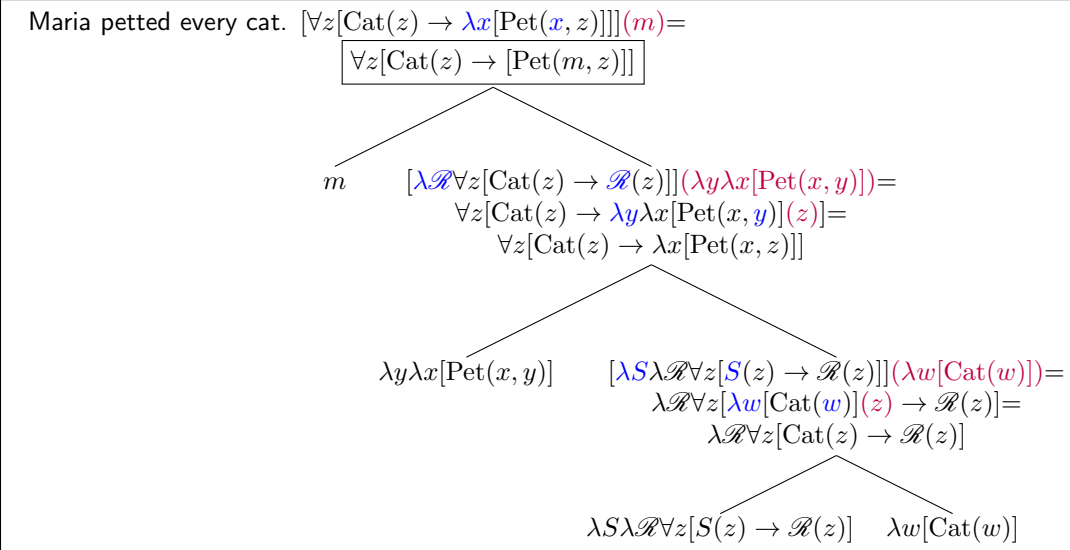 Maria petted every cat. [∀z[Cat(z) → λx[Pet(x, z)]]](m)=
∀z[Cat(z) → [Pet(m, z)]]
m
[λℛ∀z[Cat(z) → ℛ(z)]](λyλx[Pet(x, y)])=
∀z[Cat(z) → λyλx[Pet(x, y)](z)]=
∀z[Cat(z) → λx[Pet(x, z)]]
λyλx[Pet(x, y)]
[λSλℛ∀z[S(z) → ℛ(z)]](λw[Cat(w)])=
λℛ∀z[λw[Cat(w)](z) → ℛ(z)]=
λℛ∀z[Cat(z) → ℛ(z)]
λSλℛ∀z[S(z) → ℛ(z)]
λw[Cat(w)]